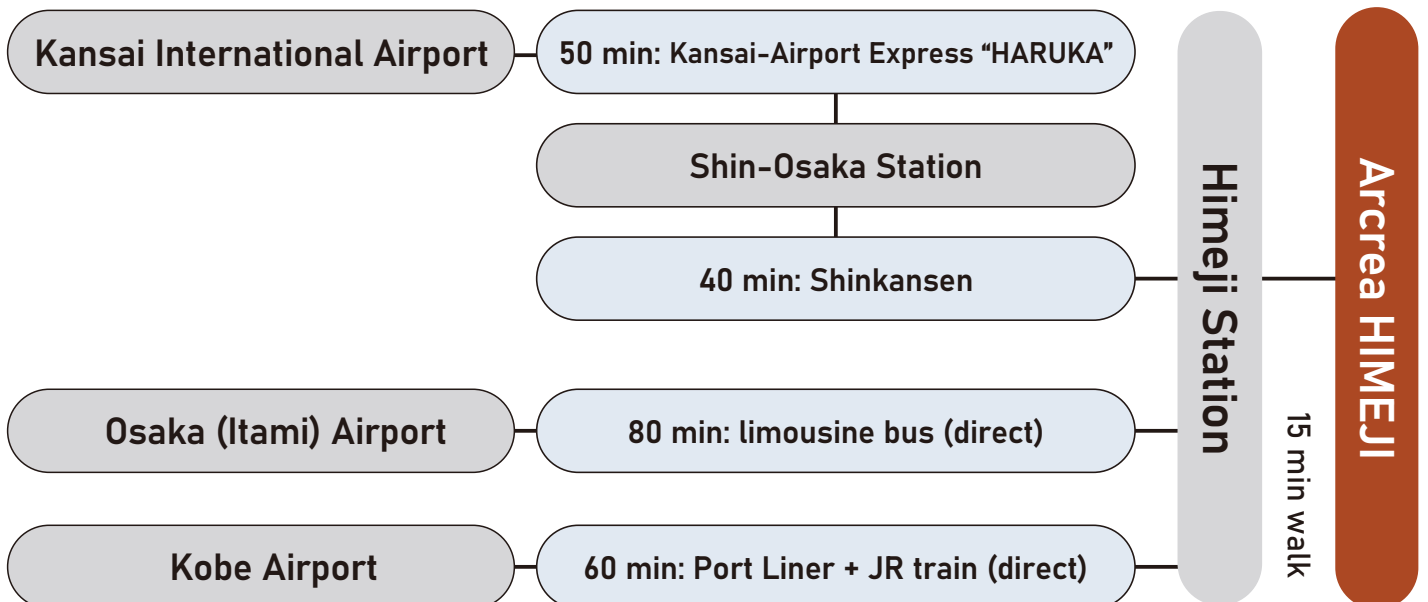 Kansai International Airport
50 min: Kansai-Airport Express “HARUKA”
Shin-Osaka Station
40 min: Shinkansen
Osaka (Itami) Airport
80 min: limousine bus (direct)
Kobe Airport
60 min: Port Liner + JR train (direct)
Himeji Station
15 min walk
Arcrea HIMEJI